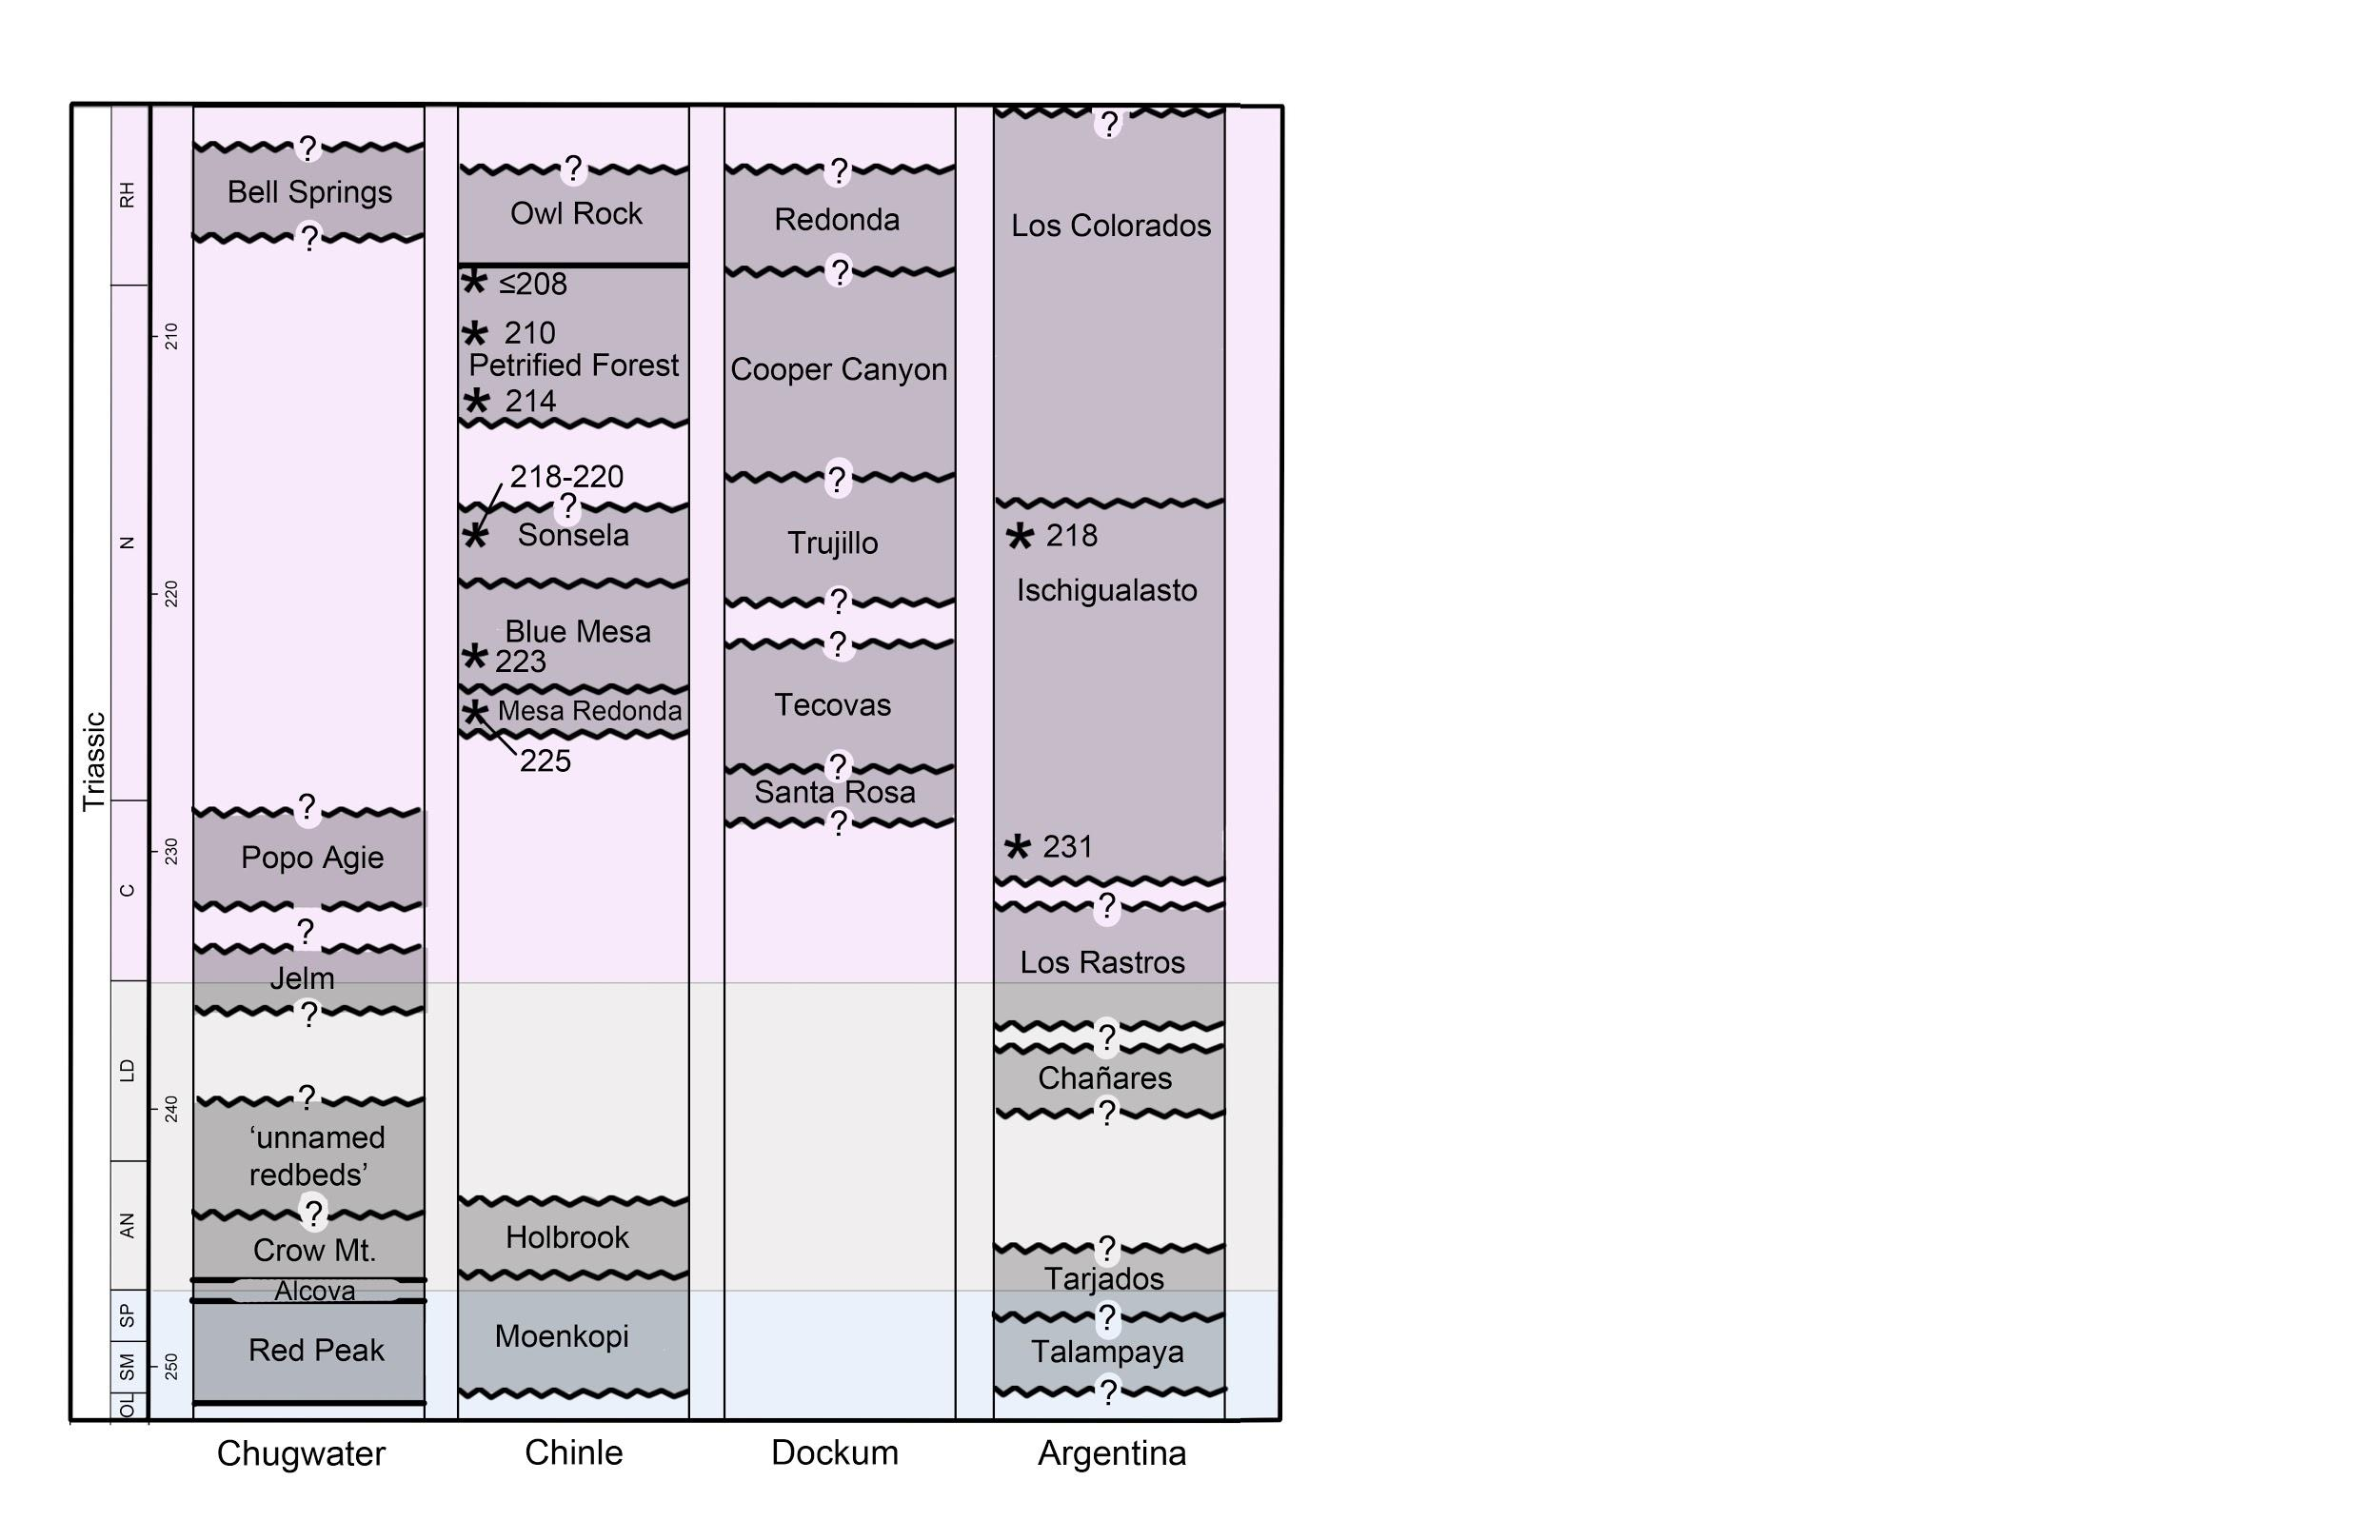 Triassic
RH
N
C
LD
AN
SP
SM
OL
210
220
230
240
250
?
Bell Springs
?
?
Popo Agie
?
Jelm
?
?
‘unnamed
redbeds’
?
Crow Mt.
Alcova
Red Peak
Chugwater
?
Owl Rock
* ≤208
* 210
Petrified Forest
* 214
218-220
?
* Sonsela
Blue Mesa
* 223
* Mesa Redonda
225
Holbrook
Moenkopi
Chinle
?
Redonda
?
Cooper Canyon
?
Trujillo
?
?
Tecovas
?
Santa Rosa
?
Dockum
?
Los Colorados
* 218
Ischigualasto
* 231
?
Los Rastros
?
Chañares
?
?
Tarjados
?
Talampaya
?
Argentina